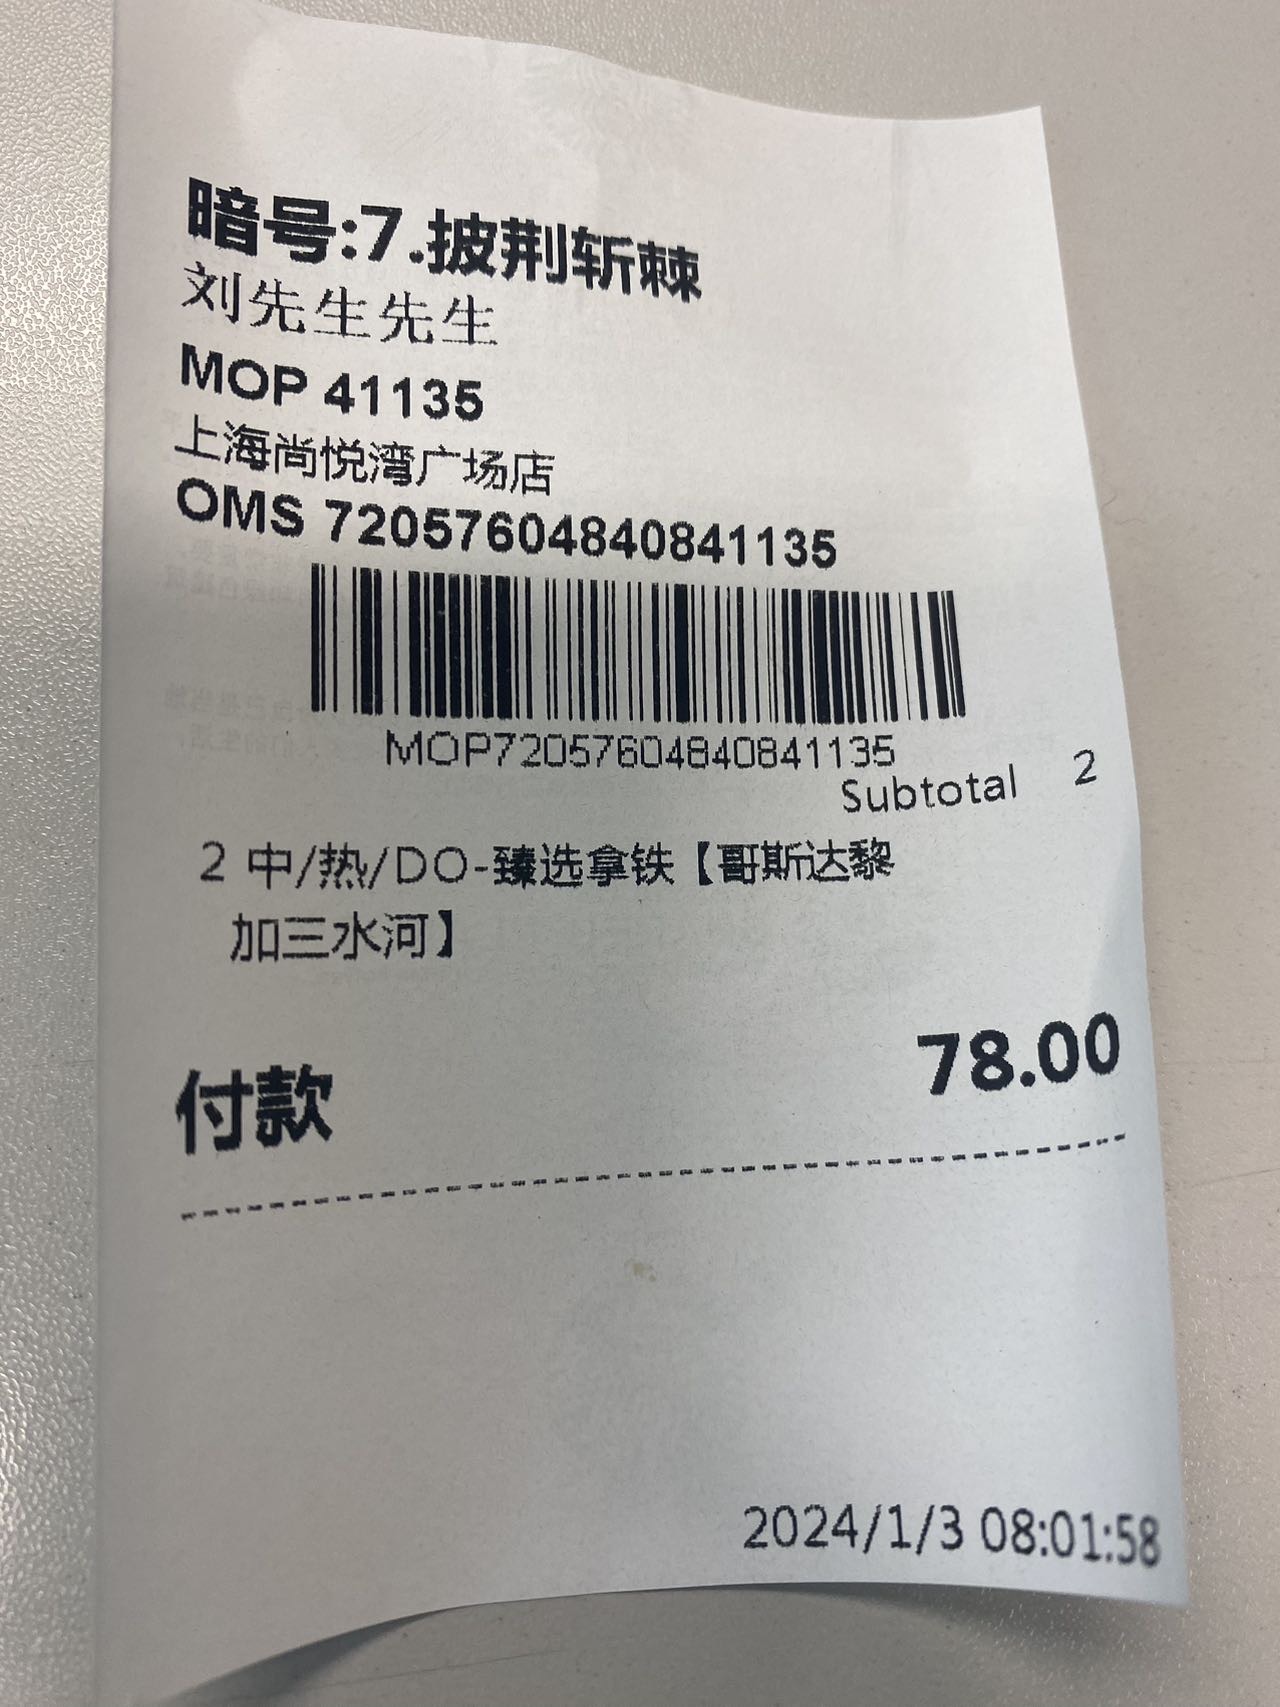 暗号:7.披荆斩棘
刘先生先生
MOP 41135
上海尚悦湾广场店
OMS 72057604840841135
MOP72057604840841135
Subtotal 2
2 中/热/DO-臻选拿铁【哥斯达黎
加三水河】
付款 78.00
2024/1/3 08:01:58